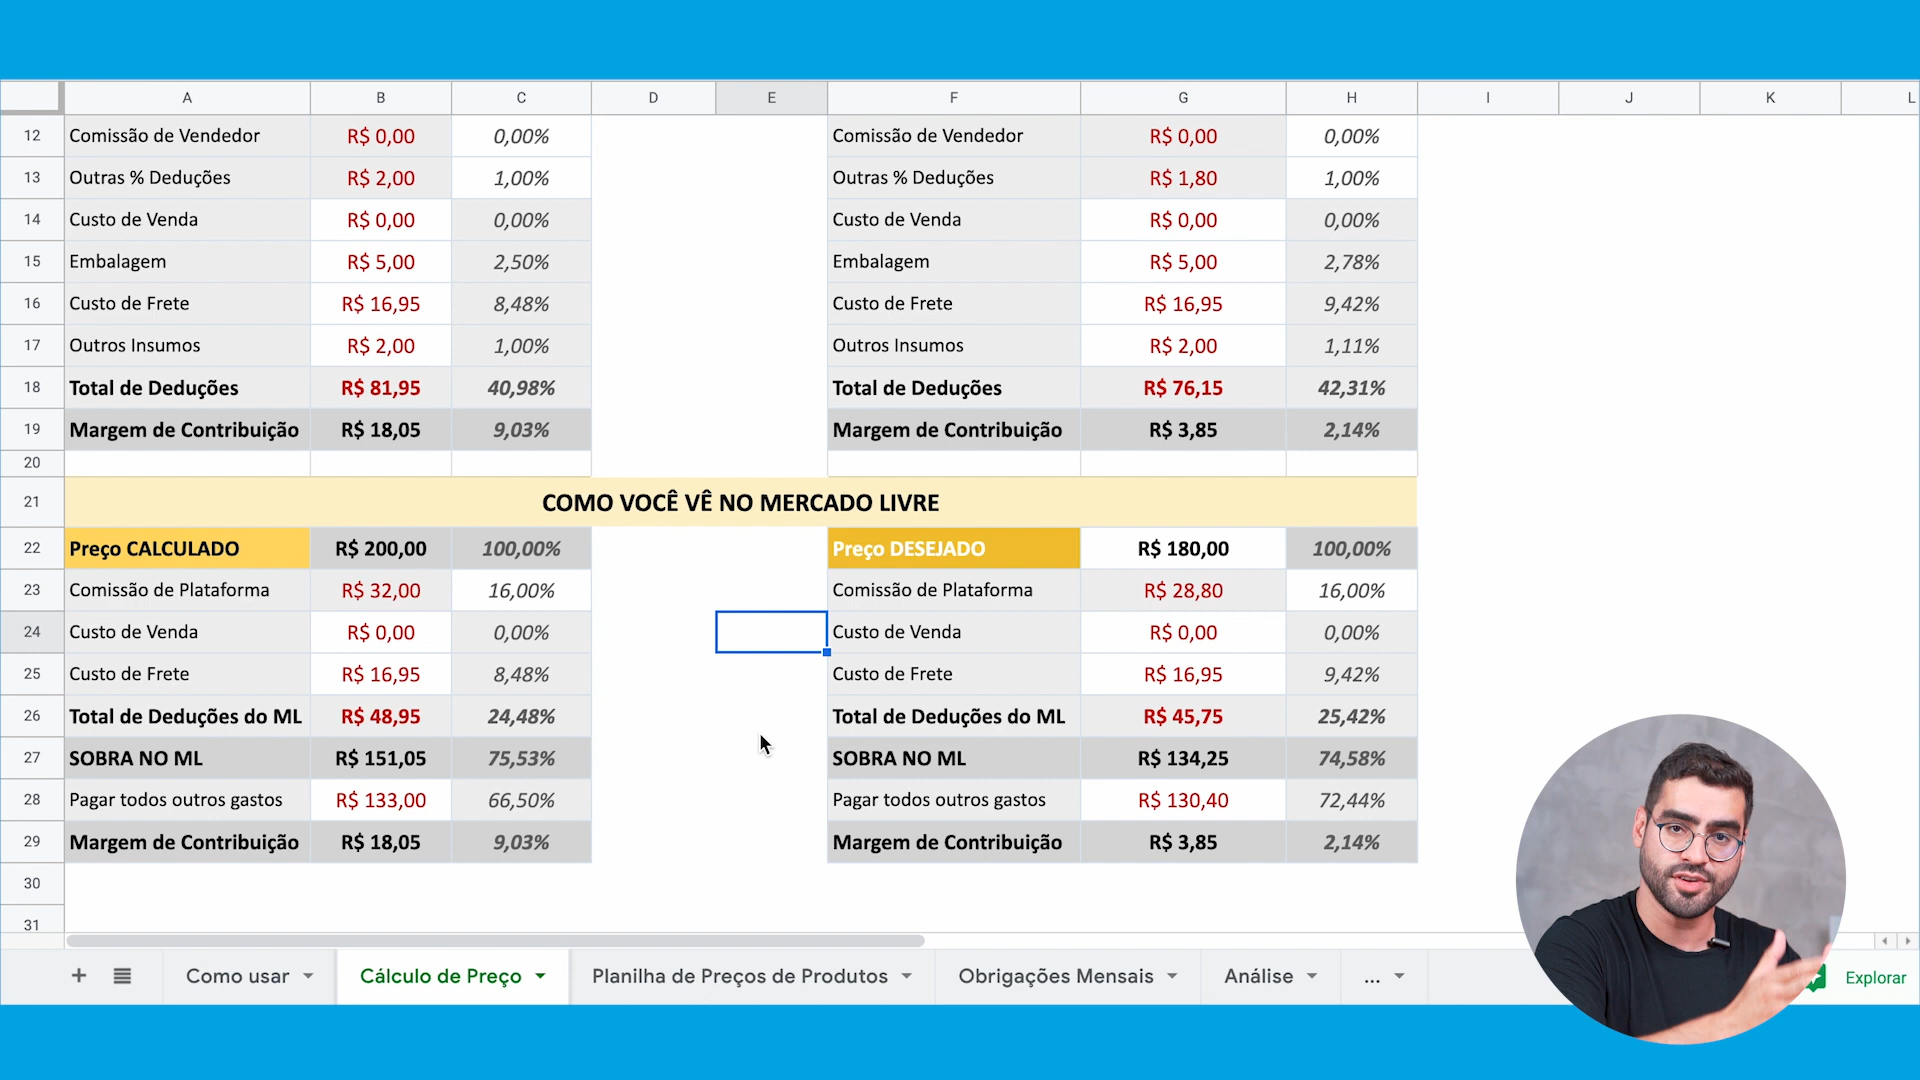 A B C D E F G H I J K L
12 Comissão de Vendedor R$ 0,00 0,00% Comissão de Vendedor R$ 0,00 0,00%
13 Outras % Deduções R$ 2,00 1,00% Outras % Deduções R$ 1,80 1,00%
14 Custo de Venda R$ 0,00 0,00% Custo de Venda R$ 0,00 0,00%
15 Embalagem R$ 5,00 2,50% Embalagem R$ 5,00 2,78%
16 Custo de Frete R$ 16,95 8,48% Custo de Frete R$ 16,95 9,42%
17 Outros Insumos R$ 2,00 1,00% Outros Insumos R$ 2,00 1,11%
18 Total de Deduções R$ 81,95 40,98% Total de Deduções R$ 76,15 42,31%
19 Margem de Contribuição R$ 18,05 9,03% Margem de Contribuição R$ 3,85 2,14%
20
21 COMO VOCÊ VÊ NO MERCADO LIVRE
22 Preço CALCULADO R$ 200,00 100,00% Preço DESEJADO R$ 180,00 100,00%
23 Comissão de Plataforma R$ 32,00 16,00% Comissão de Plataforma R$ 28,80 16,00%
24 Custo de Venda R$ 0,00 0,00% Custo de Venda R$ 0,00 0,00%
25 Custo de Frete R$ 16,95 8,48% Custo de Frete R$ 16,95 9,42%
26 Total de Deduções do ML R$ 48,95 24,48% Total de Deduções do ML R$ 45,75 25,42%
27 SOBRA NO ML R$ 151,05 75,53% SOBRA NO ML R$ 134,25 74,58%
28 Pagar todos outros gastos R$ 133,00 66,50% Pagar todos outros gastos R$ 130,40 72,44%
29 Margem de Contribuição R$ 18,05 9,03% Margem de Contribuição R$ 3,85 2,14%
30
31
+ Como usar Cálculo de Preço Planilha de Preços de Produtos Obrigações Mensais Análise ... Explorar